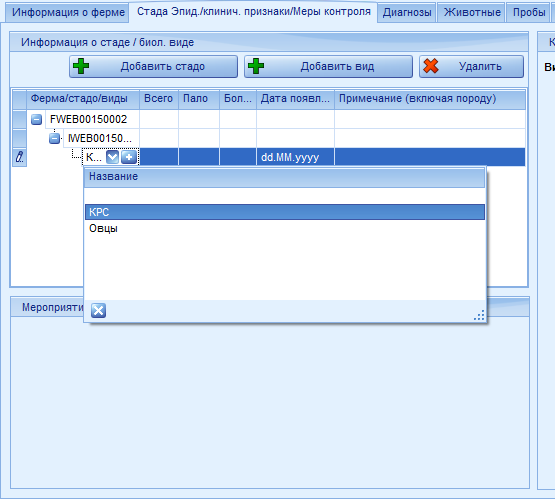 Информация о ферме Стада Эпид./клинич. признаки/Меры контроля Диагнозы Животные Пробы
Информация о стаде / биол. виде
Добавить стадо Добавить вид Удалить
Ферма/стадо/виды Всего Пало Бол... Дата появл... Примечание (включая породу)
FWEB00150002
IWEB00150...
К... dd.MM.yyyy
Название
КРС
Овцы
Мероприяти